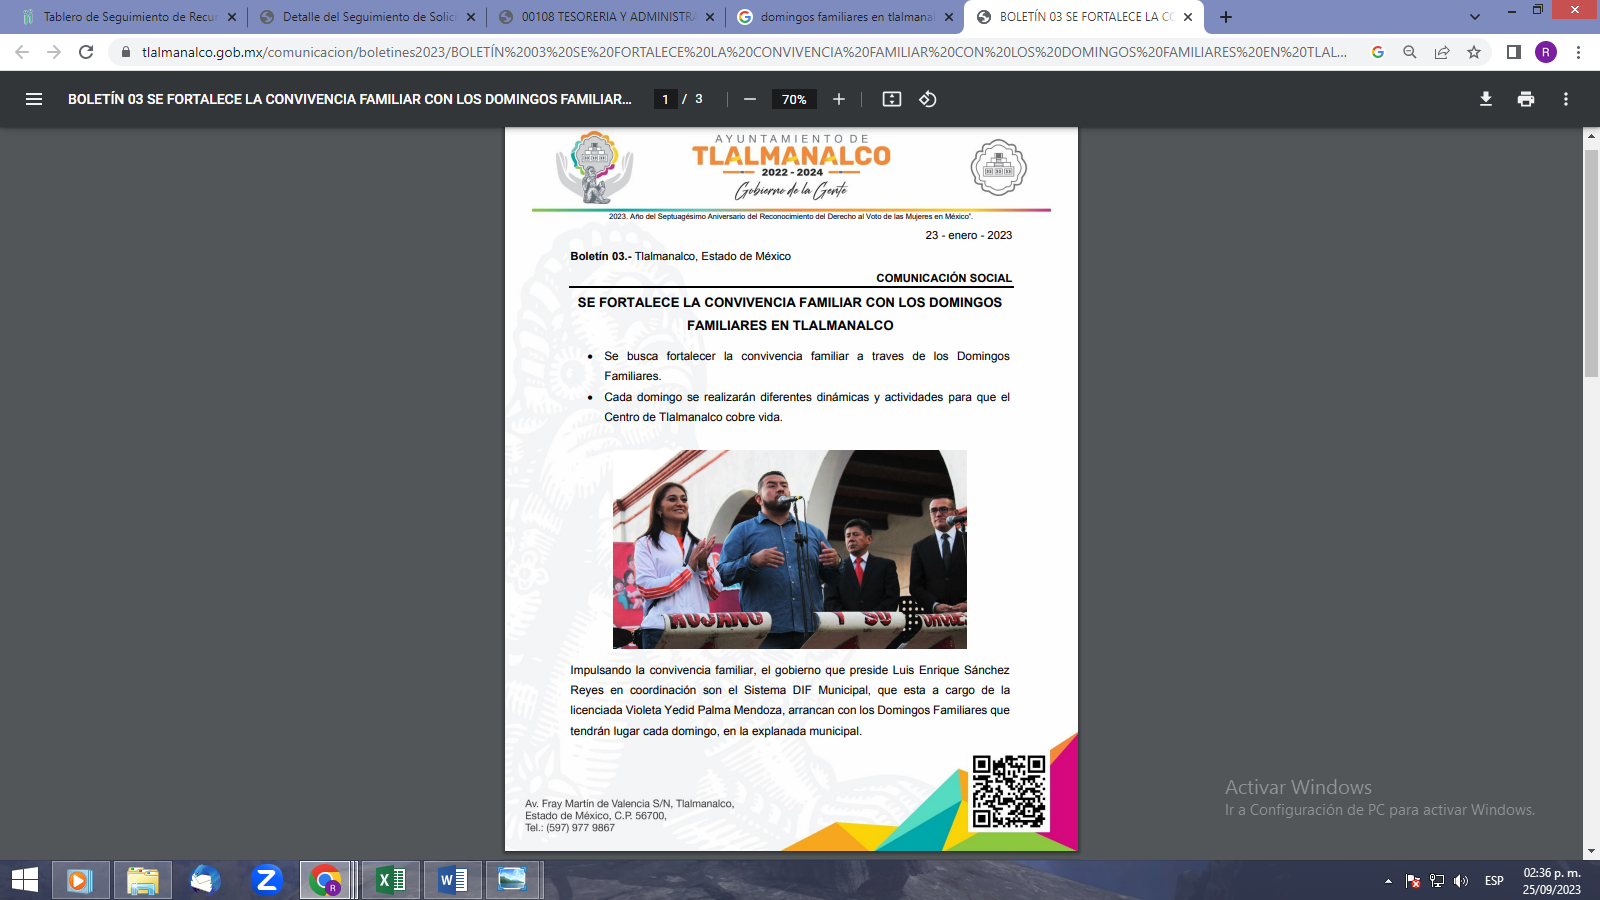 Tablero de Seguimiento de Recur
Detalle del Seguimiento de Solici
00108 TESORERIA Y ADMINISTRA
domingos familiares en tlalmanal
BOLETÍN 03 SE FORTALECE LA CO
tlalmanalco.gob.mx/comunicacion/boletines2023/BOLETÍN%2003%20SE%20FORTALECE%20LA%20CONVIVENCIA%20FAMILIAR%20CON%20LOS%20DOMINGOS%20FAMILIARES%20EN%20TLAL...
R
BOLETÍN 03 SE FORTALECE LA CONVIVENCIA FAMILIAR CON LOS DOMINGOS FAMILIAR...
1 / 3
70%
AYUNTAMIENTO DE
TLALMANALCO
2022 - 2024
Gobierno de la Gente
2023. Año del Septuagésimo Aniversario del Reconocimiento del Derecho al Voto de las Mujeres en México".
23 - enero - 2023
Boletín 03.- Tlalmanalco, Estado de México
COMUNICACIÓN SOCIAL
SE FORTALECE LA CONVIVENCIA FAMILIAR CON LOS DOMINGOS
FAMILIARES EN TLALMANALCO
• Se busca fortalecer la convivencia familiar a traves de los Domingos
Familiares.
• Cada domingo se realizarán diferentes dinámicas y actividades para que el
Centro de Tlalmanalco cobre vida.
Y SU
Impulsando la convivencia familiar, el gobierno que preside Luis Enrique Sánchez
Reyes en coordinación son el Sistema DIF Municipal, que esta a cargo de la
licenciada Violeta Yedid Palma Mendoza, arrancan con los Domingos Familiares que
tendrán lugar cada domingo, en la explanada municipal.
Av. Fray Martín de Valencia S/N, Tlalmanalco,
Estado de México, C.P. 56700,
Tel.: (597) 977 9867
Activar Windows
Ir a Configuración de PC para activar Windows.
ESP
02:36 p. m.
25/09/2023